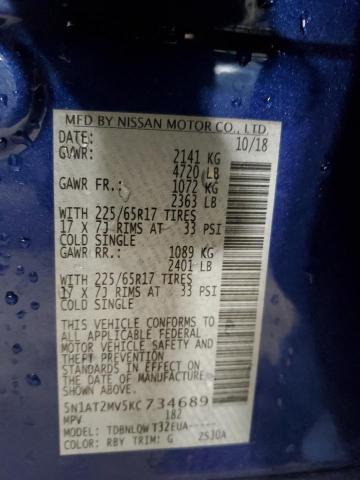 MFD BY NISSAN MOTOR CO., LTD.
DATE: 10/18
GVWR: 2141 KG
4720 LB
GAWR FR.: 1072 KG
2363 LB
WITH 225/65R17 TIRES
17 X 7J RIMS AT 33 PSI
COLD SINGLE
GAWR RR.: 1089 KG
2401 LB
WITH 225/65R17 TIRES
17 X 7J RIMS AT 33 PSI
COLD SINGLE
THIS VEHICLE CONFORMS TO
ALL APPLICABLE FEDERAL
MOTOR VEHICLE SAFETY AND
THEFT PREVENTION
STANDARDS IN EFFECT ON
THE DATE OF MANUFACTURE
SHOWN ABOVE.
5N1AT2MV5KC734689
MPV 182
MODEL: TDBNLQWT32EUA-----
COLOR: RBY TRIM: G Z530A